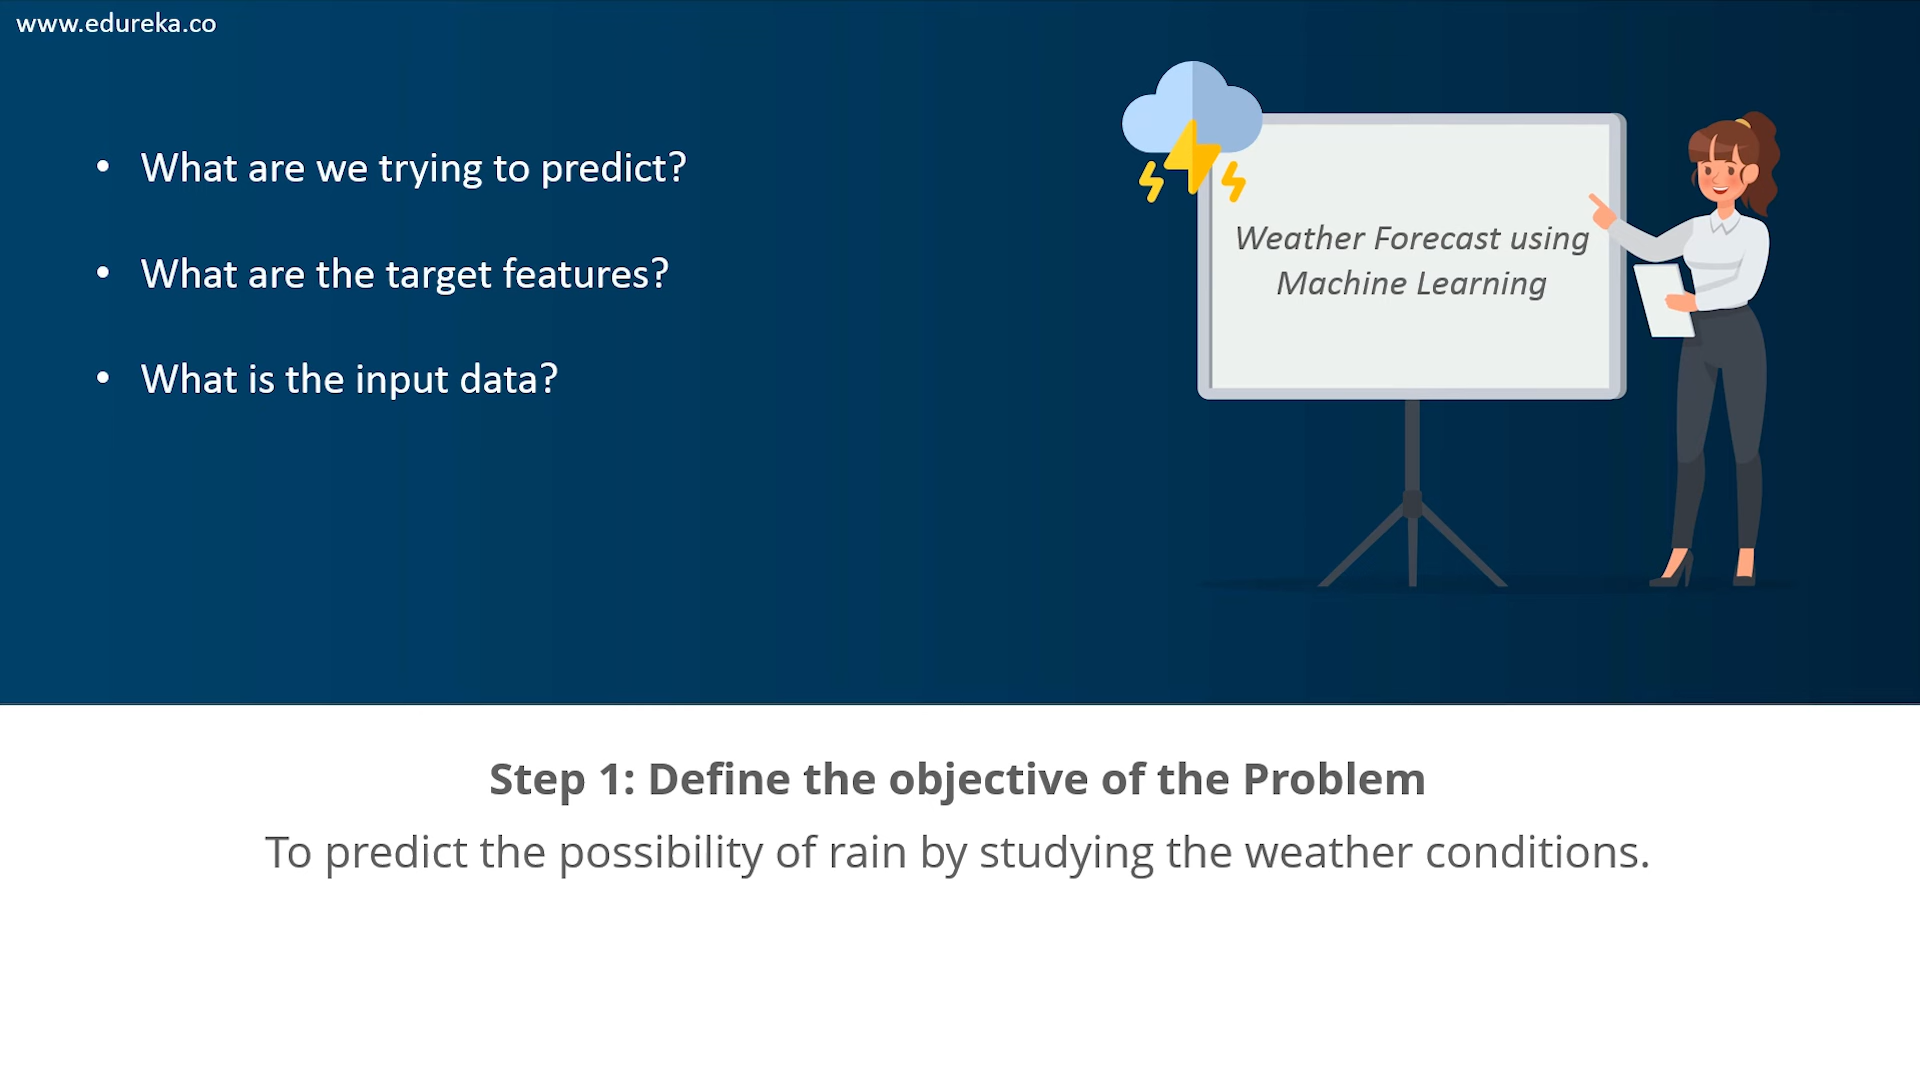 www.edureka.co
• What are we trying to predict?
• What are the target features?
• What is the input data?
Weather Forecast using
Machine Learning
Step 1: Define the objective of the Problem
To predict the possibility of rain by studying the weather conditions.